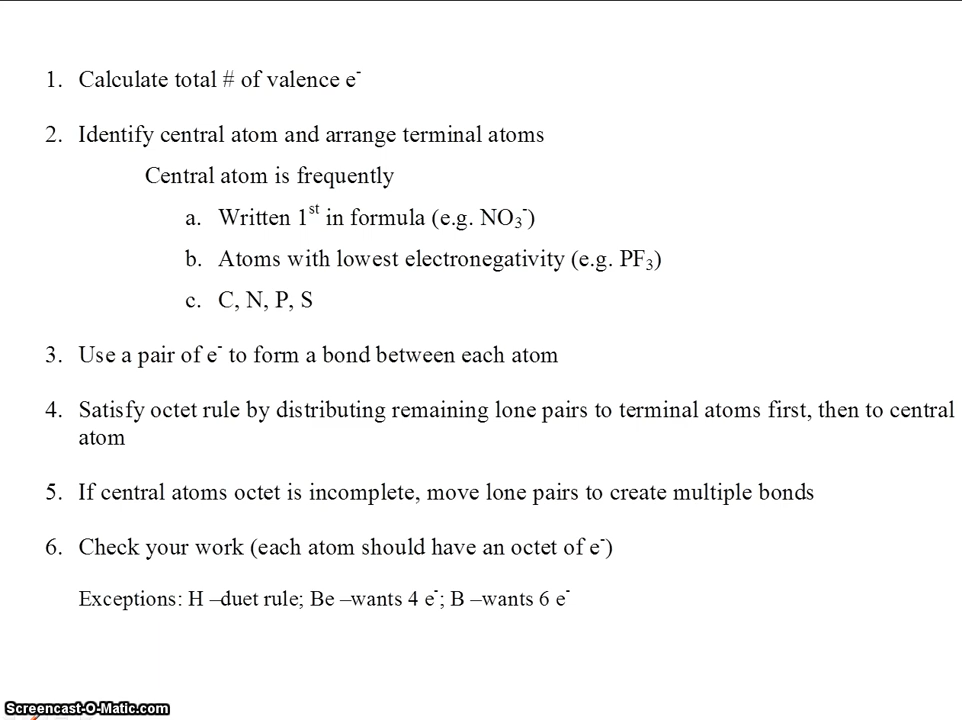 1. Calculate total # of valence e⁻
2. Identify central atom and arrange terminal atoms
Central atom is frequently
a. Written 1ˢᵗ in formula (e.g. NO₃⁻)
b. Atoms with lowest electronegativity (e.g. PF₃)
c. C, N, P, S
3. Use a pair of e⁻ to form a bond between each atom
4. Satisfy octet rule by distributing remaining lone pairs to terminal atoms first, then to central
atom
5. If central atoms octet is incomplete, move lone pairs to create multiple bonds
6. Check your work (each atom should have an octet of e⁻)
Exceptions: H –duet rule; Be –wants 4 e⁻; B –wants 6 e⁻
Screencast-O-Matic.com